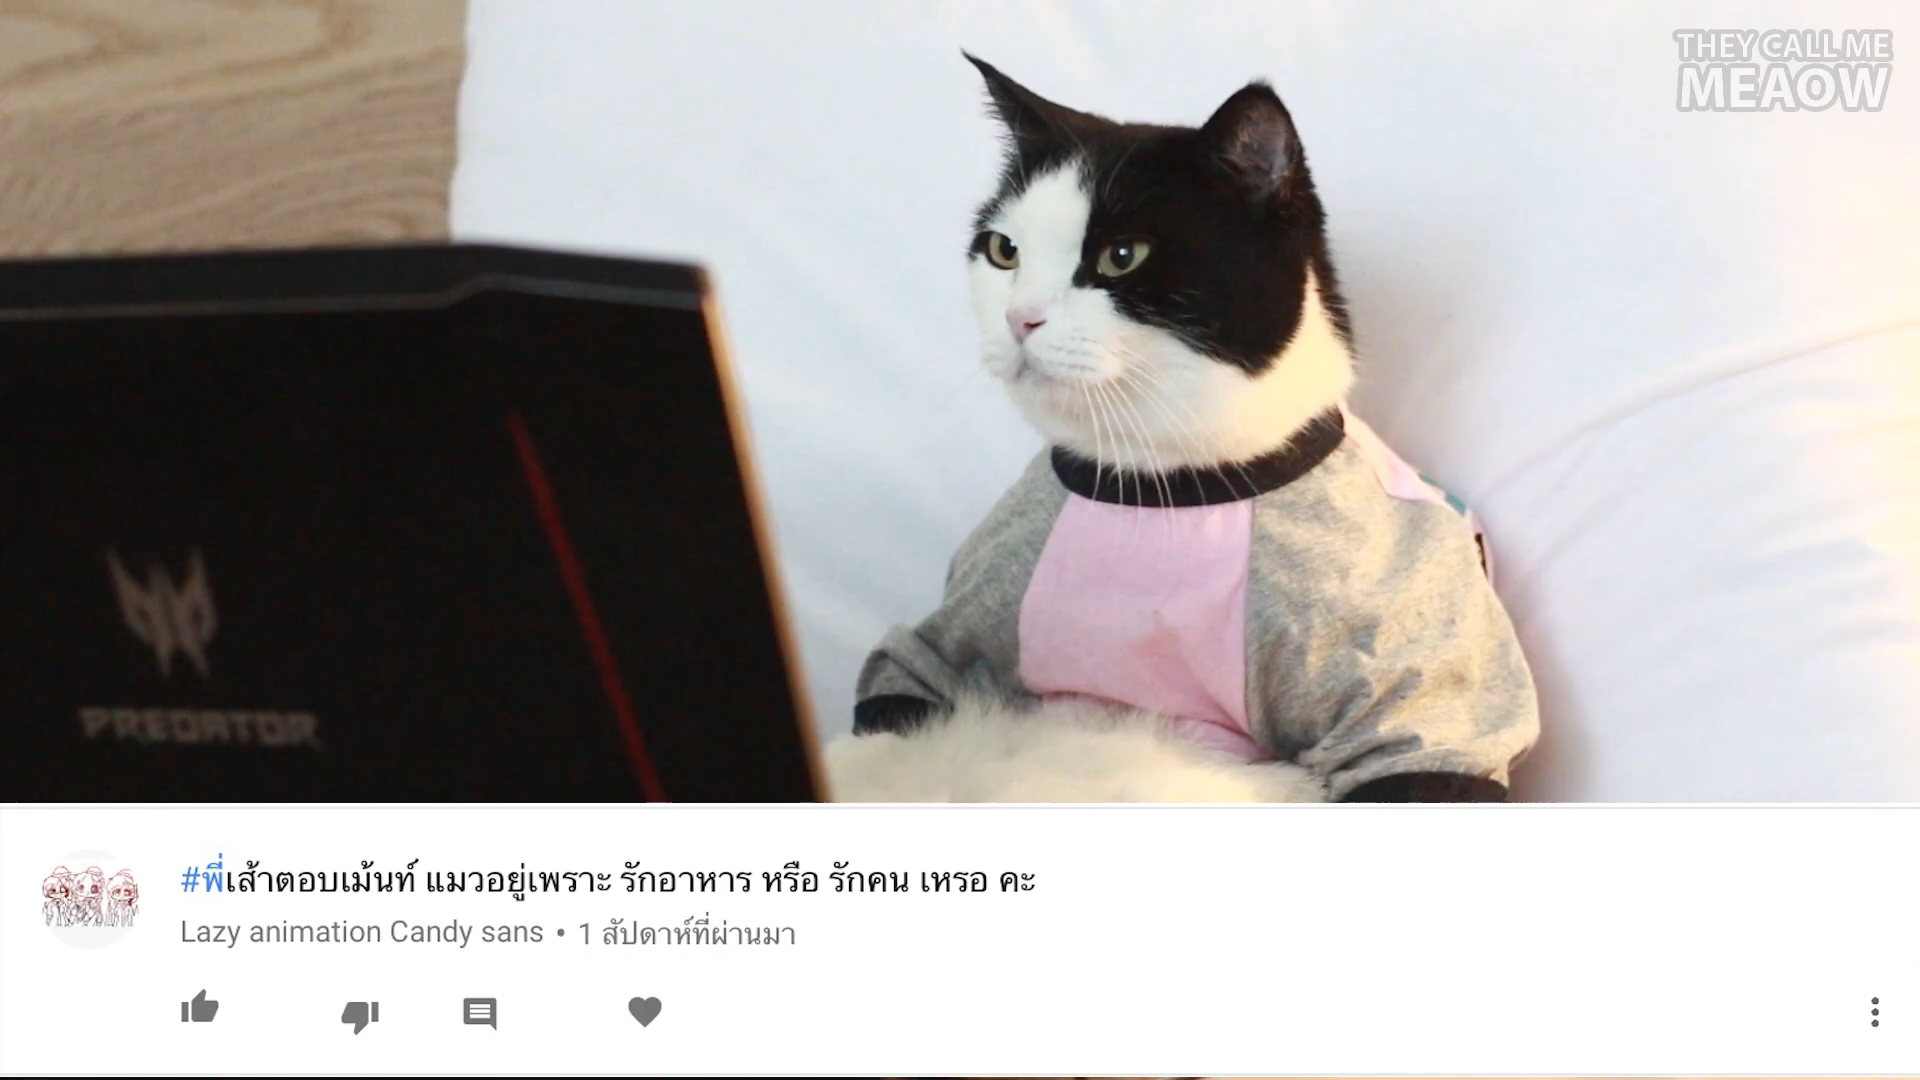 THEY CALL ME
MEAOW
PREDATOR
#พี่เส้าตอบเม้นท์ แมวอยู่เพราะ รักอาหาร หรือ รักคน เหรอ คะ
Lazy animation Candy sans • 1 สัปดาห์ที่ผ่านมา